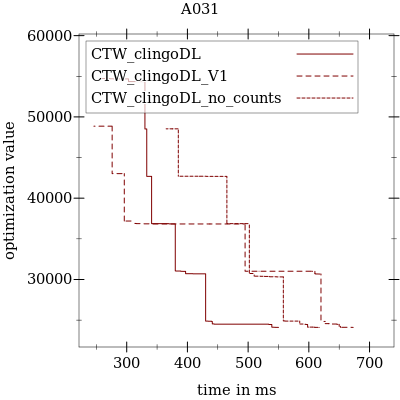 A031
CTW_clingoDL
CTW_clingoDL_V1
CTW_clingoDL_no_counts
60000
50000
40000
30000
optimization value
300 400 500 600 700
time in ms